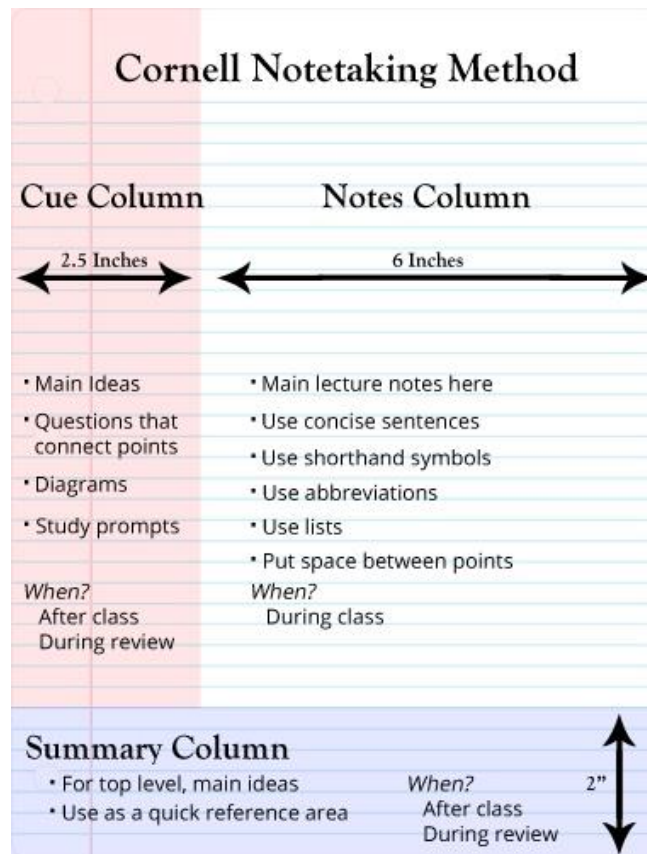 Cornell Notetaking Method
Cue Column
2.5 Inches
• Main Ideas
• Questions that
connect points
• Diagrams
• Study prompts
When?
After class
During review
Notes Column
6 Inches
• Main lecture notes here
• Use concise sentences
• Use shorthand symbols
• Use abbreviations
• Use lists
• Put space between points
When?
During class
Summary Column
• For top level, main ideas
• Use as a quick reference area
When?
After class
During review
2”